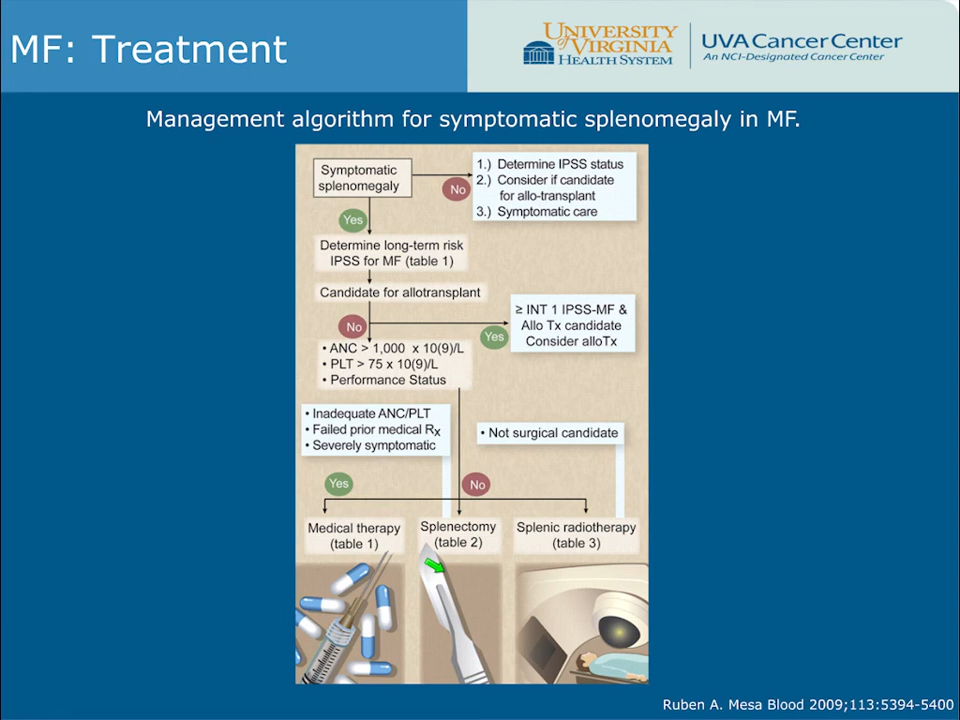 MF: Treatment
UNIVERSITY
OF VIRGINIA
HEALTH SYSTEM
UVA Cancer Center
An NCI-Designated Cancer Center
Management algorithm for symptomatic splenomegaly in MF.
Symptomatic
splenomegaly
No
1.) Determine IPSS status
2.) Consider if candidate
for allo-transplant
3.) Symptomatic care
Yes
Determine long-term risk
IPSS for MF (table 1)
Candidate for allotransplant
No
Yes
≥ INT 1 IPSS-MF &
Allo Tx candidate
Consider alloTx
• ANC > 1,000 x 10(9)/L
• PLT > 75 x 10(9)/L
• Performance Status
• Inadequate ANC/PLT
• Failed prior medical Rx
• Severely symptomatic
• Not surgical candidate
Yes
No
Medical therapy
(table 1)
Splenectomy
(table 2)
Splenic radiotherapy
(table 3)
Ruben A. Mesa Blood 2009;113:5394-5400